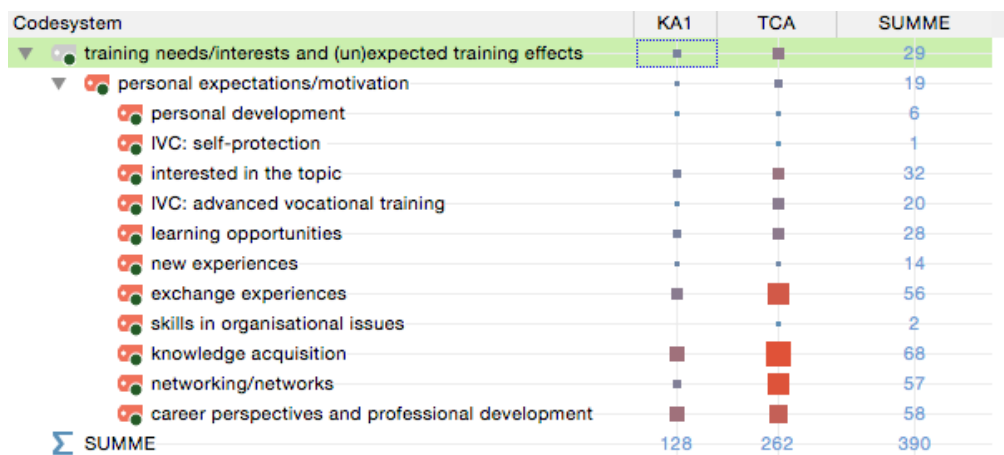 Codesystem KA1 TCA SUMME
training needs/interests and (un)expected training effects 29
personal expectations/motivation 19
personal development 6
IVC: self-protection 1
interested in the topic 32
IVC: advanced vocational training 20
learning opportunities 28
new experiences 14
exchange experiences 56
skills in organisational issues 2
knowledge acquisition 68
networking/networks 57
career perspectives and professional development 58
Σ SUMME 128 262 390